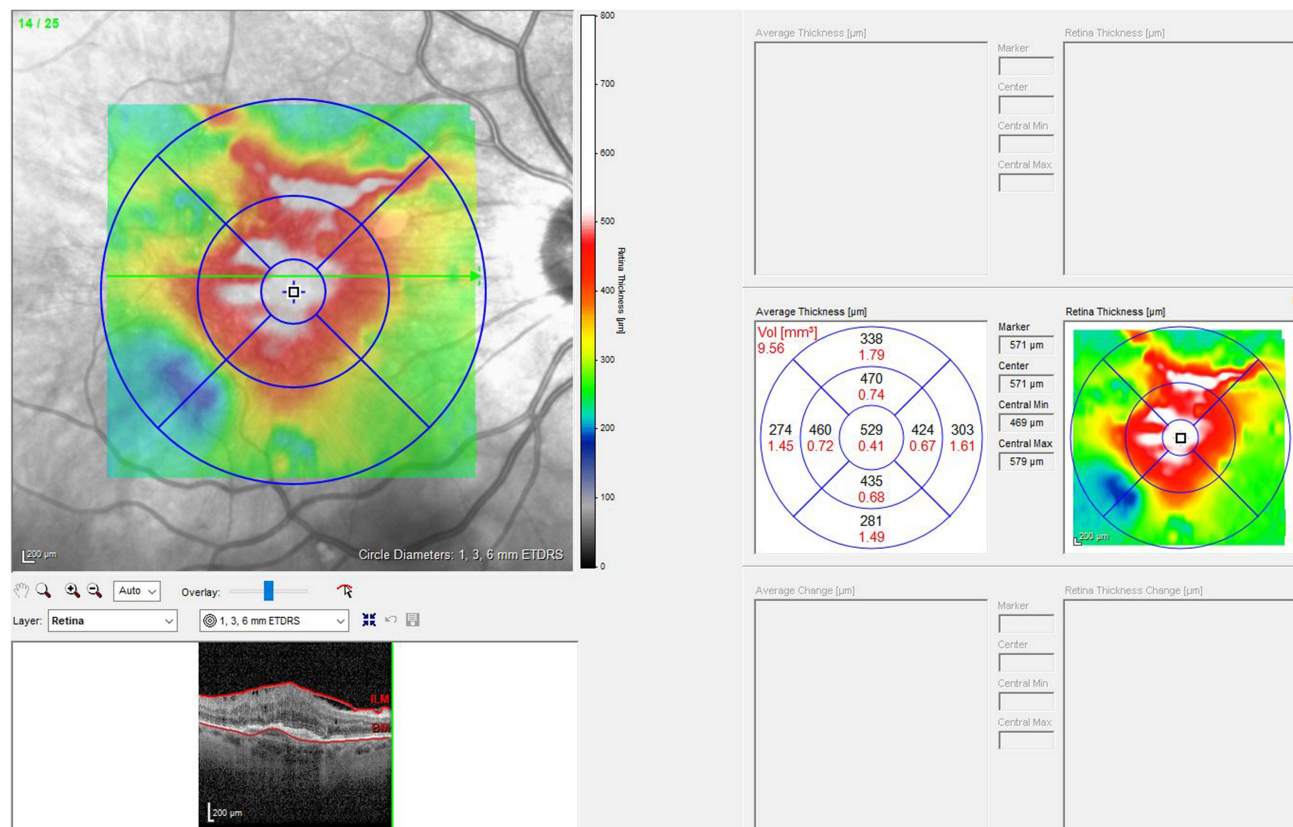 14 / 25
800
700
600
500
400
300
200
100
0
Retina Thickness [µm]
200 µm
Circle Diameters: 1, 3, 6 mm ETDRS
Auto
Overlay:
Layer: Retina
1, 3, 6 mm ETDRS
ILM
BM
200 µm
Average Thickness [µm]
Marker
Center
Central Min
Central Max
Retina Thickness [µm]
Average Thickness [µm]
Vol [mm³]
9.56
338
1.79
470
0.74
274 460 529 424 303
1.45 0.72 0.41 0.67 1.61
435
0.68
281
1.49
Marker
571 µm
Center
571 µm
Central Min
469 µm
Central Max
579 µm
Retina Thickness [µm]
200 µm
Average Change [µm]
Marker
Center
Central Min
Central Max
Retina Thickness Change [µm]